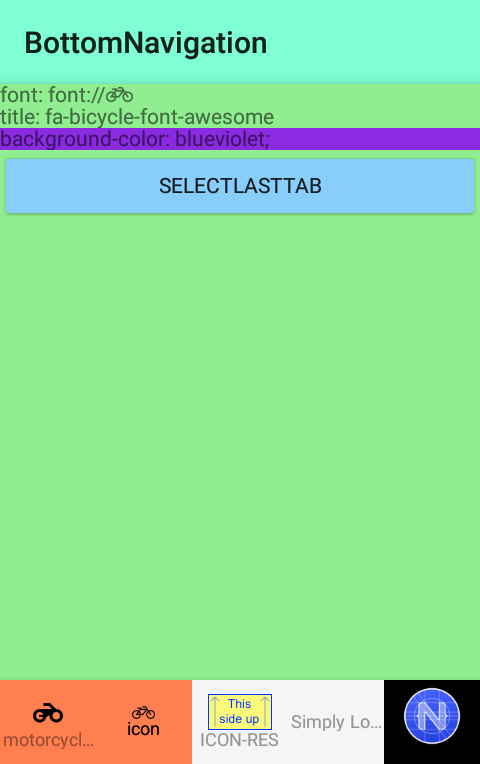 BottomNavigation
font: font://
title: fa-bicycle-font-awesome
background-color: blueviolet;
SELECTLASTTAB
This
side up
motorcycl...
icon
ICON-RES
Simply Lo...
N